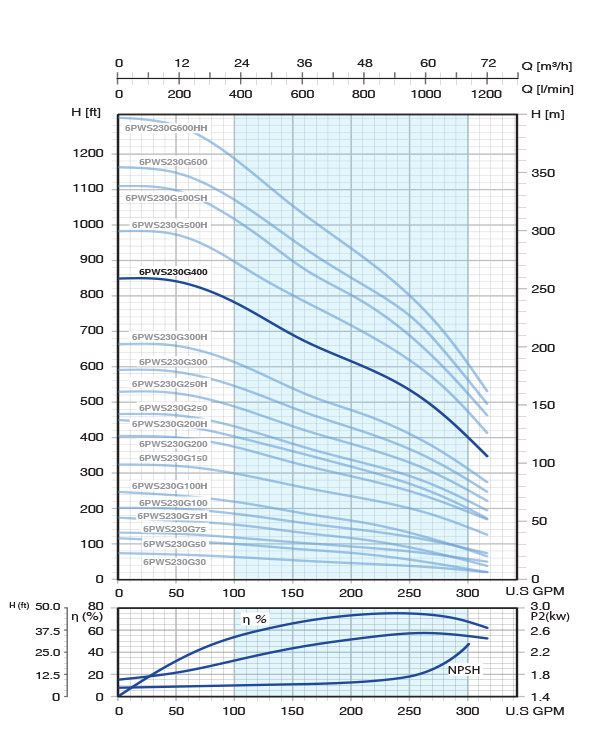 0 12 24 36 48 60 72 Q [m³/h]
0 200 400 600 800 1000 1200 Q [l/min]
H [ft] H [m]
6PWS230G600HH
1200 6PWS230G600
350
1100 6PWS230Gs00SH
1000 6PWS230Gs00H 300
900
6PWS230G400
800 250
700 6PWS230G300H
200
600 6PWS230G300
6PWS230G2s0H
500 6PWS230G2s0 150
6PWS230G200H
400 6PWS230G200
6PWS230G1s0 100
300
6PWS230G100H
200 6PWS230G100
6PWS230G7sH 50
6PWS230G7s
100 6PWS230Gs0
6PWS230G30
0 0
0 50 100 150 200 250 300 U.S GPM
H (ft) 50.0 η (%) 80 3.0 P2(kw)
η %
37.5 60 2.6
25.0 40 2.2
NPSH
12.5 20 1.8
0 0 1.4
0 50 100 150 200 250 300 U.S GPM